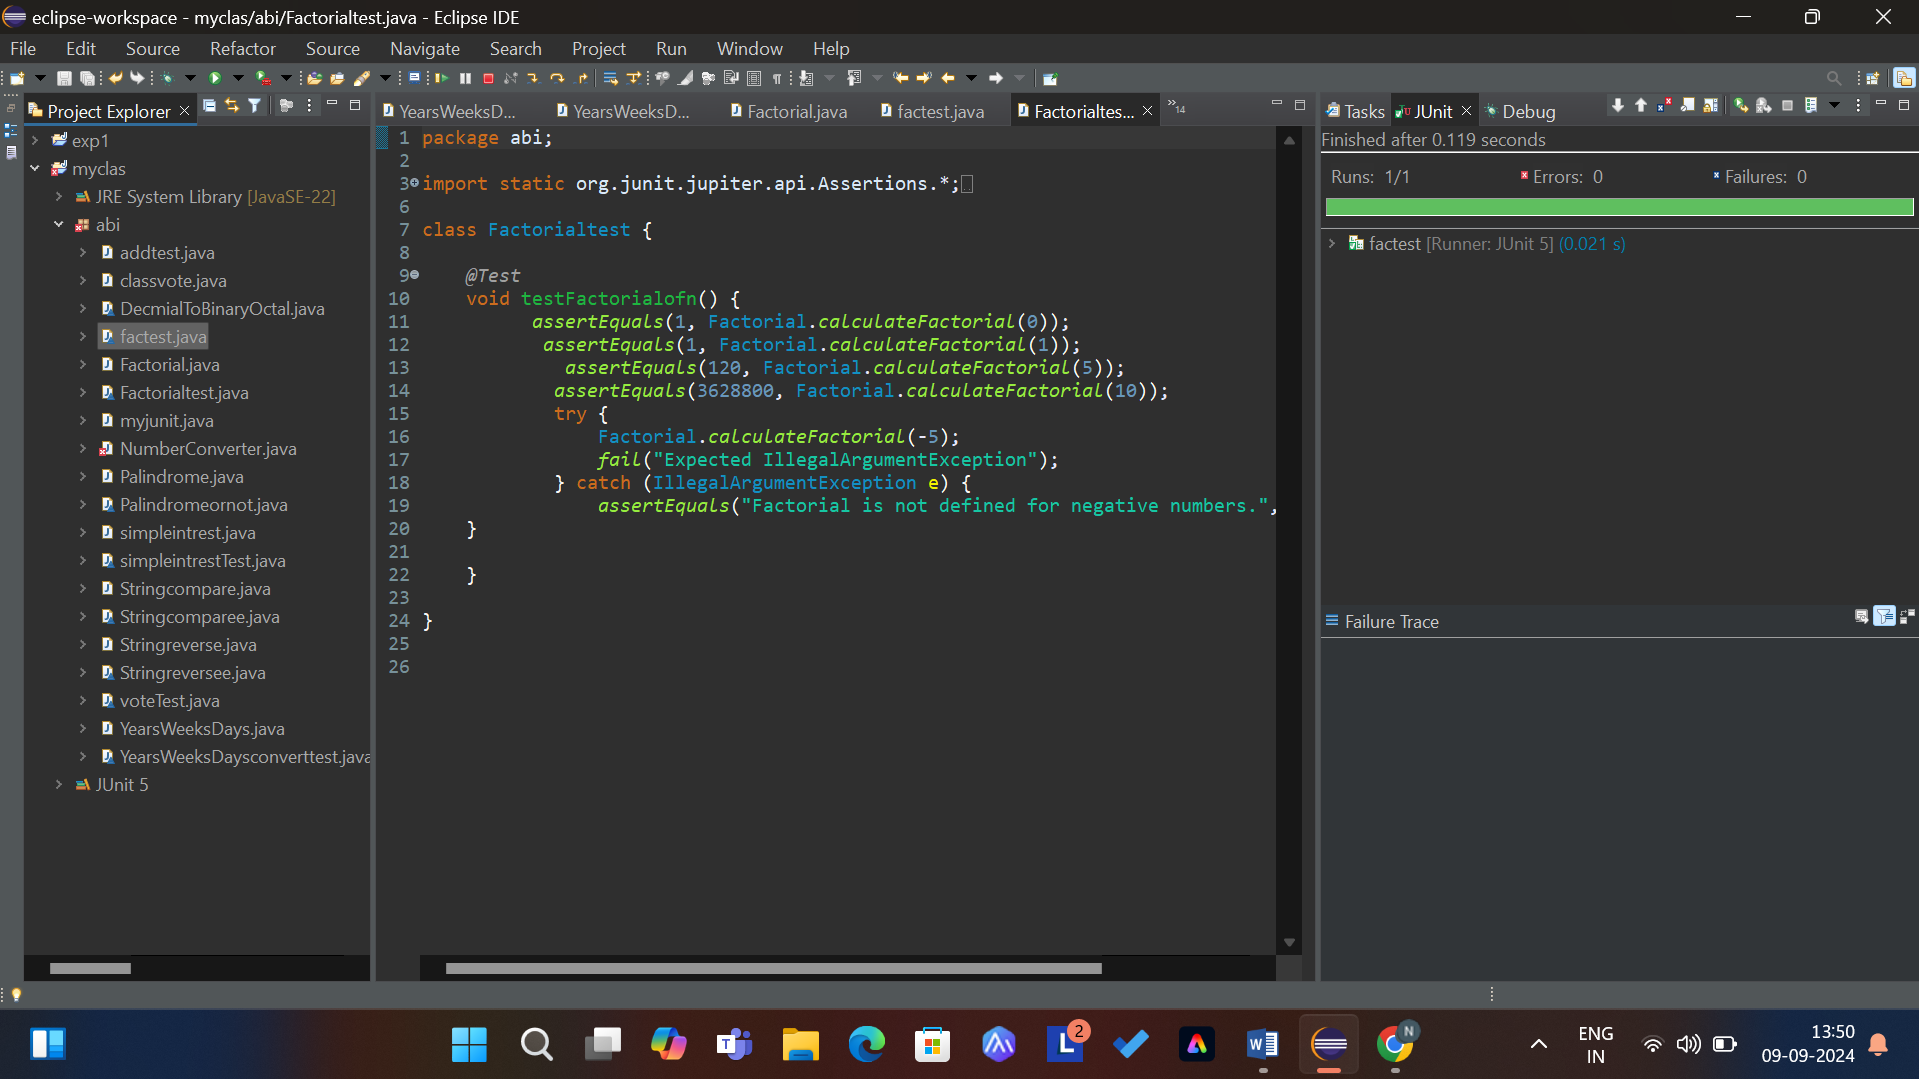 eclipse-workspace - myclas/abi/Factorialtest.java - Eclipse IDE
File Edit Source Refactor Source Navigate Search Project Run Window Help
Project Explorer
exp1
myclas
JRE System Library [JavaSE-22]
abi
addtest.java
classvote.java
DecmialToBinaryOctal.java
factest.java
Factorial.java
Factorialtest.java
myjunit.java
NumberConverter.java
Palindrome.java
Palindromeornot.java
simpleintrest.java
simpleintrestTest.java
Stringcompare.java
Stringcomparee.java
Stringreverse.java
Stringreversee.java
voteTest.java
YearsWeeksDays.java
YearsWeeksDaysconverttest.java
JUnit 5
YearsWeeksD... YearsWeeksD... Factorial.java factest.java Factorialtes... »14
1 package abi;
2
3 import static org.junit.jupiter.api.Assertions.*;
6
7 class Factorialtest {
8
9 @Test
10 void testFactorialofn() {
11 assertEquals(1, Factorial.calculateFactorial(0));
12 assertEquals(1, Factorial.calculateFactorial(1));
13 assertEquals(120, Factorial.calculateFactorial(5));
14 assertEquals(3628800, Factorial.calculateFactorial(10));
15 try {
16 Factorial.calculateFactorial(-5);
17 fail("Expected IllegalArgumentException");
18 } catch (IllegalArgumentException e) {
19 assertEquals("Factorial is not defined for negative numbers.",
20 }
21
22 }
23
24 }
25
26
Tasks JUnit Debug
Finished after 0.119 seconds
Runs: 1/1 Errors: 0 Failures: 0
factest [Runner: JUnit 5] (0.021 s)
Failure Trace
2
N
ENG
IN
13:50
09-09-2024